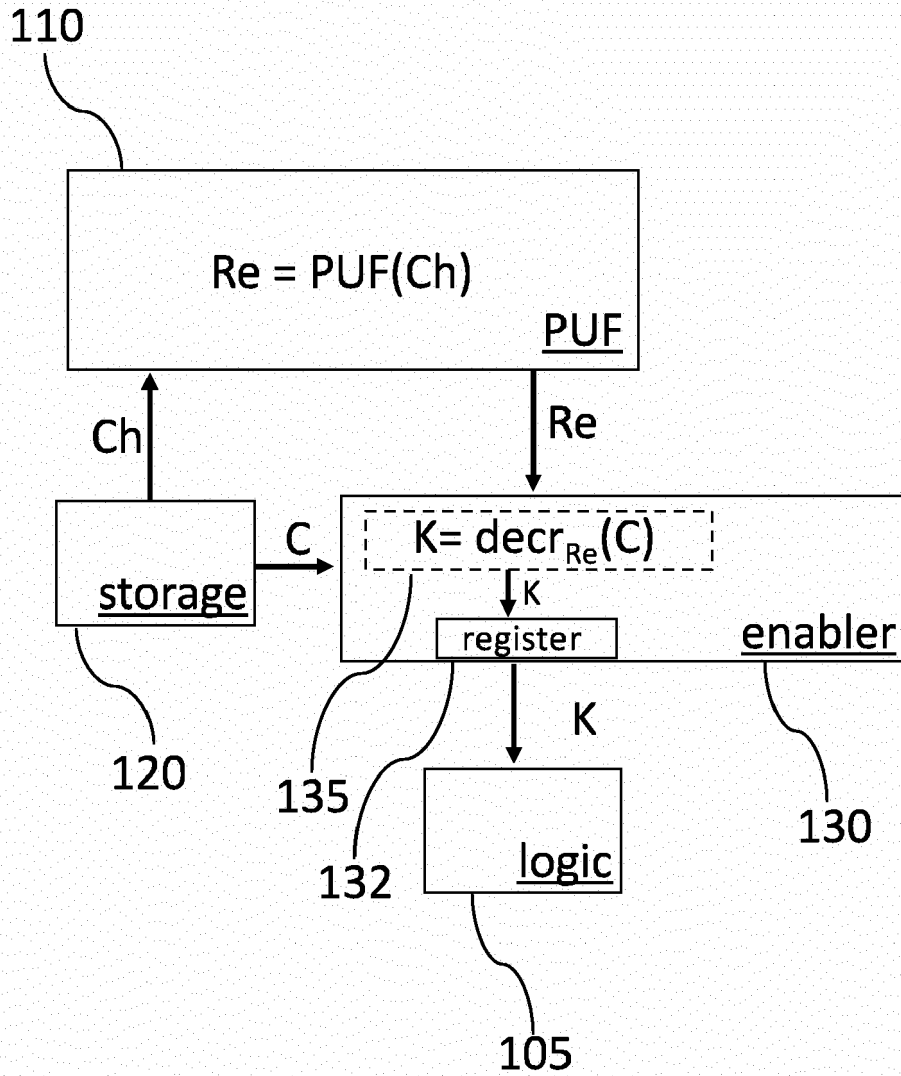 110
Re = PUF(Ch)
PUF
Ch
Re
C
K= decrRe(C)
storage
K
register
enabler
K
120
135
130
logic
132
105